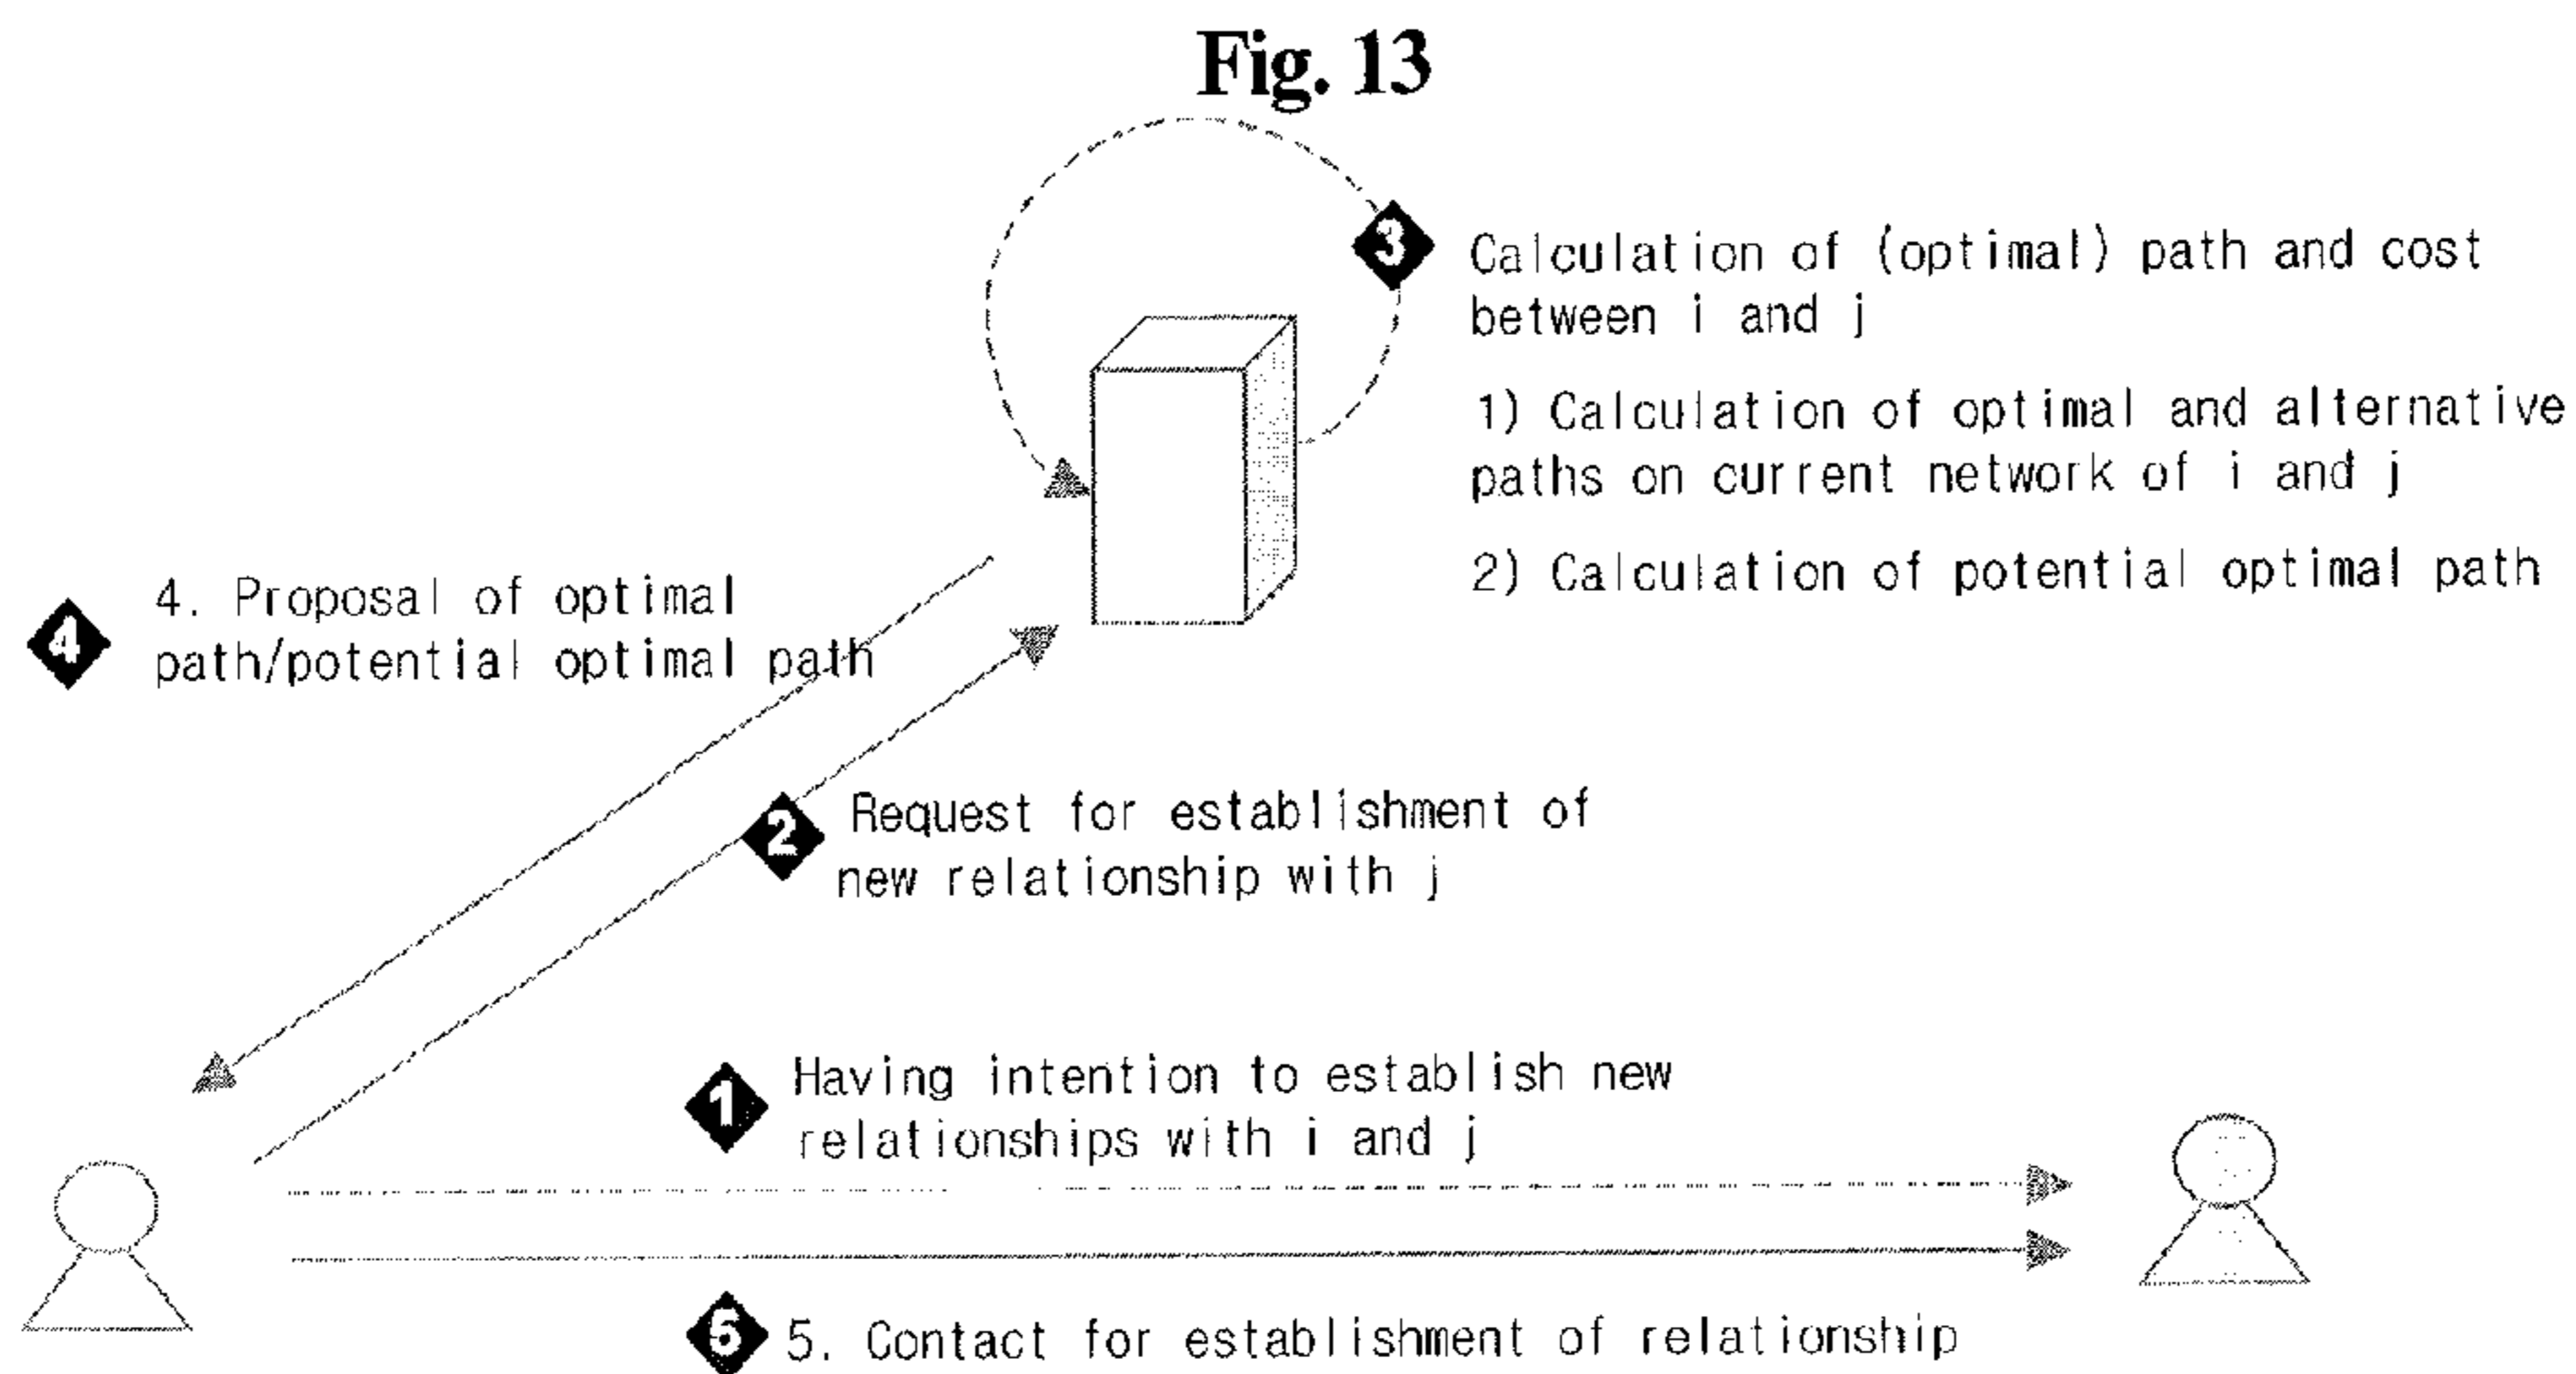 Fig. 13
3 Calculation of (optimal) path and cost
between i and j
1) Calculation of optimal and alternative
paths on current network of i and j
2) Calculation of potential optimal path
4 4. Proposal of optimal
path/potential optimal path
2 Request for establishment of
new relationship with j
1 Having intention to establish new
relationships with i and j
5 5. Contact for establishment of relationship